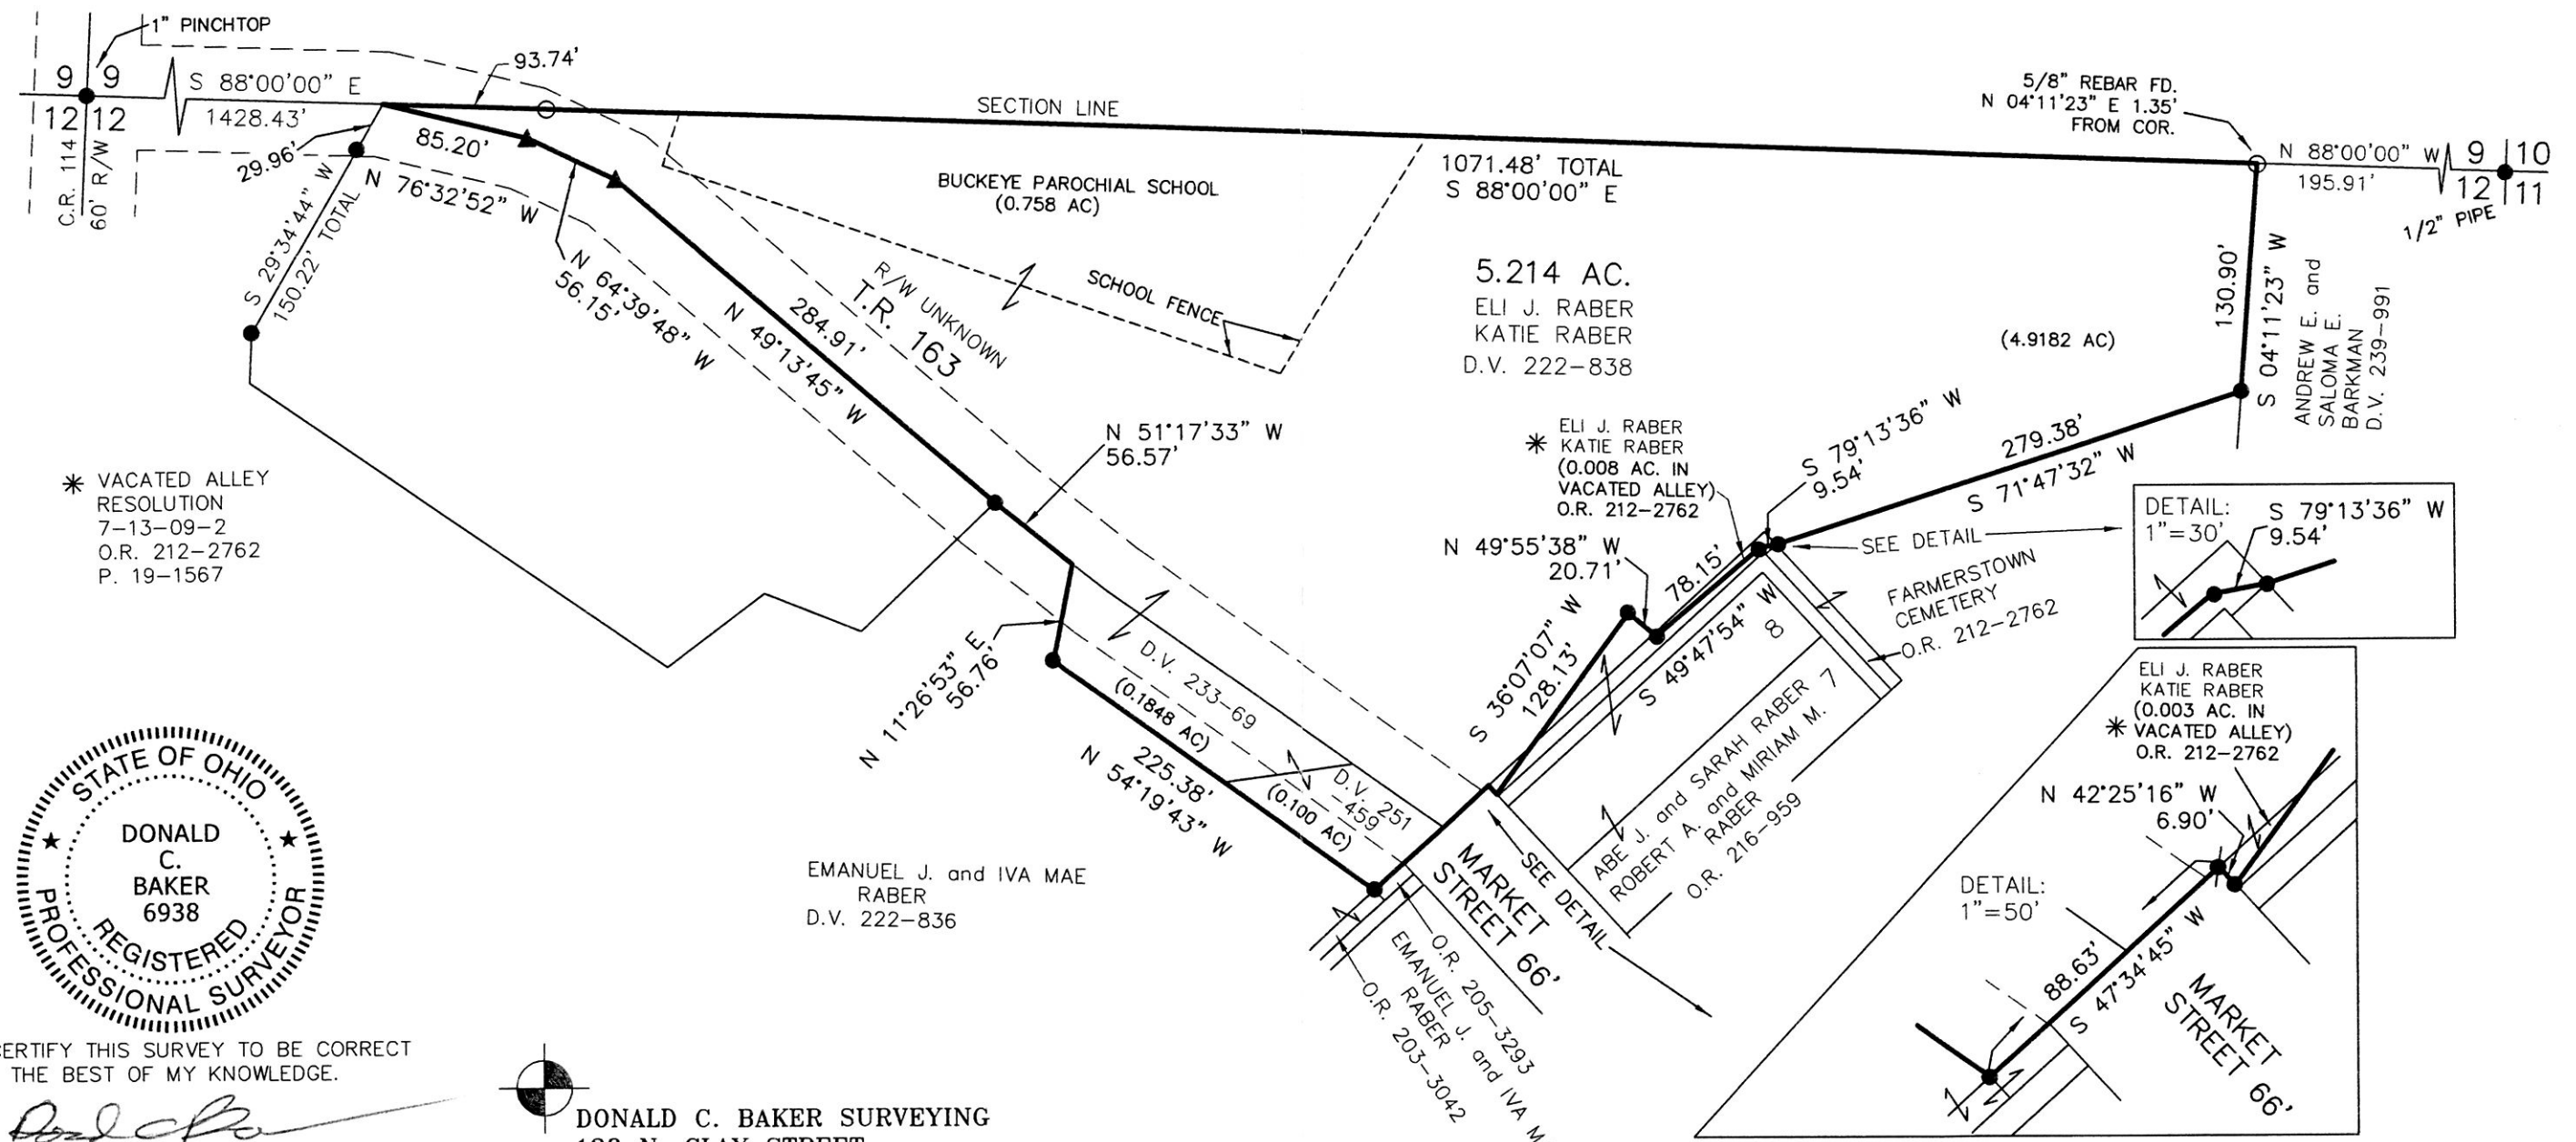 1" PINCHTOP
9 9
12 12
S 88°00'00" E
1428.43'
93.74'
SECTION LINE
5/8" REBAR FD.
N 04°11'23" E 1.35'
FROM COR.
N 88°00'00" W
195.91'
9 10
12 11
1/2" PIPE
C.R. 114
60' R/W
29.96'
85.20'
N 76°32'52" W
S 29°34'44" W
150.22' TOTAL
N 64°39'48" W
56.15'
BUCKEYE PAROCHIAL SCHOOL
(0.758 AC)
SCHOOL FENCE
1071.48' TOTAL
S 88°00'00" E
5.214 AC.
ELI J. RABER
KATIE RABER
D.V. 222-838
(4.9182 AC)
130.90'
S 04°11'23" W
ANDREW E. and
SALOMA E.
BARKMAN
D.V. 239-991
R/W UNKNOWN
T.R. 163
284.91'
N 49°13'45" W
N 51°17'33" W
56.57'
* ELI J. RABER
KATIE RABER
(0.008 AC. IN
VACATED ALLEY)
O.R. 212-2762
S 79°13'36" W
9.54'
279.38'
S 71°47'32" W
* VACATED ALLEY
RESOLUTION
7-13-09-2
O.R. 212-2762
P. 19-1567
N 49°55'38" W
20.71'
78.15'
SEE DETAIL
DETAIL:
1"=30'
S 79°13'36" W
9.54'
FARMERSTOWN
CEMETERY
O.R. 212-2762
S 36°07'07" W
128.13'
S 49°47'54" W
8
7
N 11°26'53" E
56.76'
D.V. 233-69
(0.1848 AC)
225.38'
N 54°19'43" W
D.V. 251
-459
(0.100 AC)
ABE J. and SARAH RABER
ROBERT A. and MIRIAM M.
RABER
O.R. 216-959
SEE DETAIL
MARKET
STREET 66'
EMANUEL J. and IVA MAE
RABER
D.V. 222-836
O.R. 205-3293
EMANUEL J. and IVA M
RABER
O.R. 203-3042
ELI J. RABER
KATIE RABER
(0.003 AC. IN
* VACATED ALLEY)
O.R. 212-2762
N 42°25'16" W
6.90'
DETAIL:
1"=50'
88.63'
S 47°34'45" W
MARKET
STREET 66'
STATE OF OHIO
DONALD
C.
BAKER
6938
REGISTERED
PROFESSIONAL SURVEYOR
CERTIFY THIS SURVEY TO BE CORRECT
THE BEST OF MY KNOWLEDGE.
DONALD C. BAKER SURVEYING